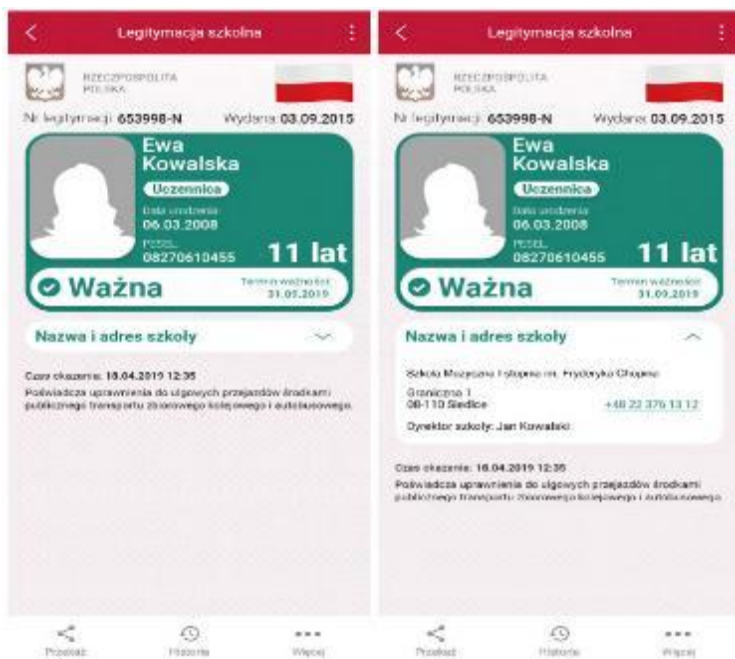 Legitymacja szkolna
RZECZPOSPOLITA
POLSKA
Nr legitymacji: 653998-N Wydana: 03.09.2015
Ewa
Kowalska
Uczennica
Data urodzenia:
06.03.2008
PESEL:
08270610455
11 lat
Ważna
Termin ważności:
31.09.2019
Nazwa i adres szkoły
Czas okazania: 18.04.2019 12:35
Poświadcza uprawnienia do ulgowych przejazdów środkami
publicznego transportu zbiorowego kolejowego i autobusowego.
Przekaż Historia Więcej
Legitymacja szkolna
RZECZPOSPOLITA
POLSKA
Nr legitymacji: 653998-N Wydana: 03.09.2015
Ewa
Kowalska
Uczennica
Data urodzenia:
06.03.2008
PESEL:
08270610455
11 lat
Ważna
Termin ważności:
31.09.2019
Nazwa i adres szkoły
Szkoła Muzyczna I stopnia im. Fryderyka Chopina
Graniczna 1
08-110 Siedlce +48 22 376 13 12
Dyrektor szkoły: Jan Kowalski
Czas okazania: 18.04.2019 12:35
Poświadcza uprawnienia do ulgowych przejazdów środkami
publicznego transportu zbiorowego kolejowego i autobusowego
Przekaż Historia Więcej